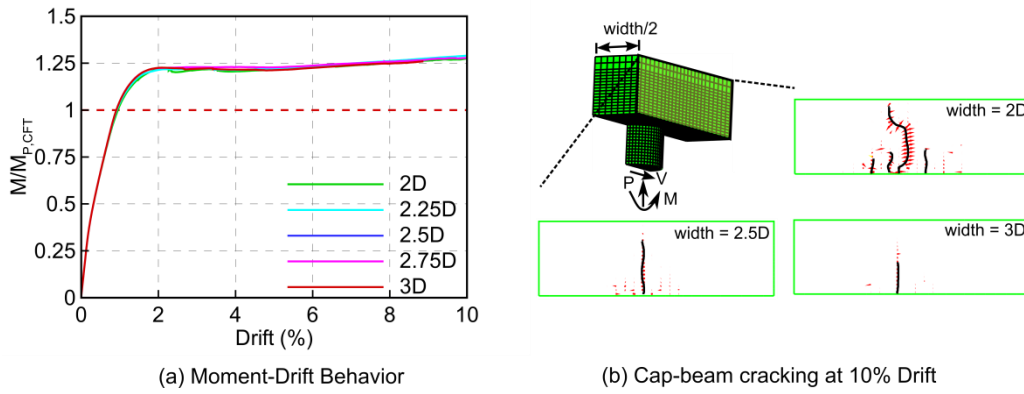 1.5
1.25
1
0.75
0.5
0.25
0
M/M_P,CFT
0 2 4 6 8 10
Drift (%)
2D
2.25D
2.5D
2.75D
3D
(a) Moment-Drift Behavior
width/2
P V
M
width = 2D
width = 2.5D
width = 3D
(b) Cap-beam cracking at 10% Drift